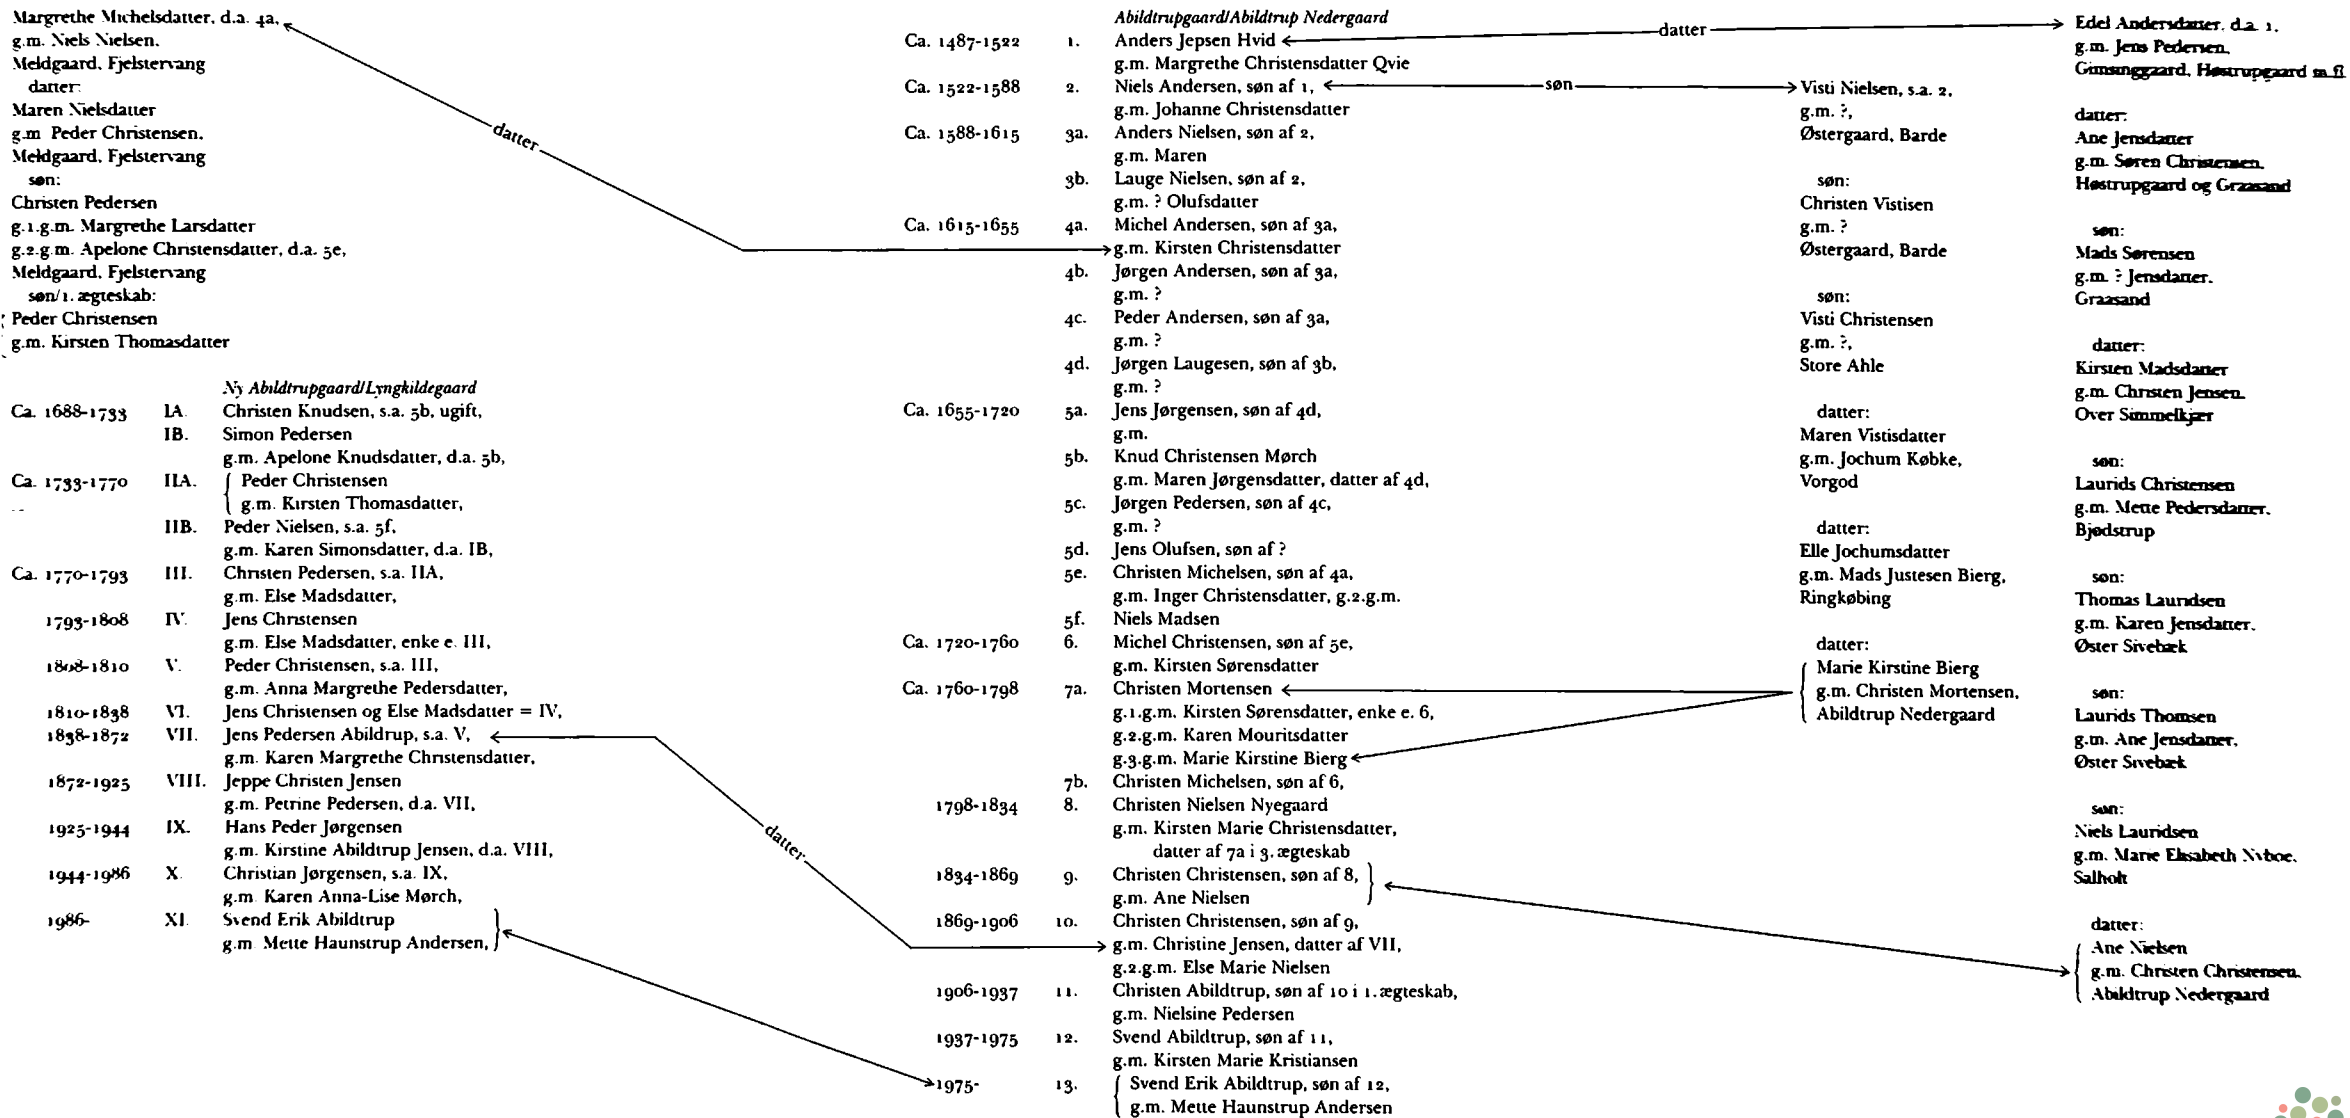 Margrethe Michelsdatter, d.a. 4a,
g.m. Niels Nielsen,
Meldgaard, Fjelstervang
datter:
Maren Nielsdatter
g.m Peder Christensen,
Meldgaard, Fjelstervang
søn:
Christen Pedersen
g.1.g.m. Margrethe Larsdatter
g.2.g.m. Apelone Christensdatter, d.a. 5e,
Meldgaard, Fjelstervang
søn/1. ægteskab:
Peder Christensen
g.m. Kirsten Thomasdatter
datter
Ny Abildtrupgaard/Lyngkildegaard
Ca. 1688-1733 IA. Christen Knudsen, s.a. 5b, ugift,
IB. Simon Pedersen
g.m. Apelone Knudsdatter, d.a. 5b,
Ca. 1733-1770 IIA. Peder Christensen
g.m. Kirsten Thomasdatter,
IIB. Peder Nielsen, s.a. 5f,
g.m. Karen Simonsdatter, d.a. IB,
Ca. 1770-1793 III. Christen Pedersen, s.a. IIA,
g.m. Else Madsdatter,
1793-1808 IV. Jens Christensen
g.m. Else Madsdatter, enke e. III,
1808-1810 V. Peder Christensen, s.a. III,
g.m. Anna Margrethe Pedersdatter,
1810-1838 VI. Jens Christensen og Else Madsdatter = IV,
1838-1872 VII. Jens Pedersen Abildrup, s.a. V,
g.m. Karen Margrethe Christensdatter,
1872-1925 VIII. Jeppe Christen Jensen
g.m. Petrine Pedersen, d.a. VII,
1925-1944 IX. Hans Peder Jørgensen
g.m. Kirstine Abildtrup Jensen, d.a. VIII,
1944-1986 X. Christian Jørgensen, s.a. IX,
g.m. Karen Anna-Lise Mørch,
1986- XI. Svend Erik Abildtrup
g.m. Mette Haunstrup Andersen,
datter
Abildtrupgaard/Abildtrup Nedergaard
Ca. 1487-1522 1. Anders Jepsen Hvid
g.m. Margrethe Christensdatter Qvie
Ca. 1522-1588 2. Niels Andersen, søn af 1,
g.m. Johanne Christensdatter
Ca. 1588-1615 3a. Anders Nielsen, søn af 2,
g.m. Maren
3b. Lauge Nielsen, søn af 2,
g.m. ? Olufsdatter
Ca. 1615-1655 4a. Michel Andersen, søn af 3a,
g.m. Kirsten Christensdatter
4b. Jørgen Andersen, søn af 3a,
g.m. ?
4c. Peder Andersen, søn af 3a,
g.m. ?
4d. Jørgen Laugesen, søn af 3b,
g.m. ?
Ca. 1655-1720 5a. Jens Jørgensen, søn af 4d,
g.m.
5b. Knud Christensen Mørch
g.m. Maren Jørgensdatter, datter af 4d,
5c. Jørgen Pedersen, søn af 4c,
g.m. ?
5d. Jens Olufsen, søn af ?
5e. Christen Michelsen, søn af 4a,
g.m. Inger Christensdatter, g.2.g.m.
5f. Niels Madsen
Ca. 1720-1760 6. Michel Christensen, søn af 5e,
g.m. Kirsten Sørensdatter
Ca. 1760-1798 7a. Christen Mortensen
g.1.g.m. Kirsten Sørensdatter, enke e. 6,
g.2.g.m. Karen Mouritsdatter
g.3.g.m. Marie Kirstine Bierg
7b. Christen Michelsen, søn af 6,
1798-1834 8. Christen Nielsen Nyegaard
g.m. Kirsten Marie Christensdatter,
datter af 7a i 3. ægteskab
1834-1869 9. Christen Christensen, søn af 8,
g.m. Ane Nielsen
1869-1906 10. Christen Christensen, søn af 9,
g.m. Christine Jensen, datter af VII,
g.2.g.m. Else Marie Nielsen
1906-1937 11. Christen Abildtrup, søn af 10 i 1. ægteskab,
g.m. Nielsine Pedersen
1937-1975 12. Svend Abildtrup, søn af 11,
g.m. Kirsten Marie Kristiansen
1975- 13. Svend Erik Abildtrup, søn af 12,
g.m. Mette Haunstrup Andersen
søn
Visti Nielsen, s.a. 2,
g.m. ?,
Østergaard, Barde
søn:
Christen Vistisen
g.m. ?
Østergaard, Barde
søn:
Visti Christensen
g.m. ?,
Store Ahle
datter:
Maren Vistisdatter
g.m. Jochum Købke,
Vorgod
datter:
Elle Jochumsdatter
g.m. Mads Justesen Bierg,
Ringkøbing
datter:
Marie Kirstine Bierg
g.m. Christen Mortensen,
Abildtrup Nedergaard
datter
Edel Andersdatter, d.a. 1,
g.m. Jens Pedersen,
Gimsinggaard, Høstrupgaard m fl
datter:
Ane Jensdatter
g.m. Søren Christensen,
Høstrupgaard og Graasand
søn:
Mads Sørensen
g.m. ? Jensdatter,
Graasand
datter:
Kirsten Madsdatter
g.m. Christen Jensen,
Over Simmelkjær
søn:
Laurids Christensen
g.m. Mette Pedersdatter,
Bjødstrup
søn:
Thomas Lauridsen
g.m. Karen Jensdatter,
Øster Sivebæk
søn:
Laurids Thomsen
g.m. Ane Jensdatter,
Øster Sivebæk
søn:
Niels Lauridsen
g.m. Marie Elisabeth Nyboe,
Salholt
datter:
Ane Nielsen
g.m. Christen Christensen,
Abildtrup Nedergaard